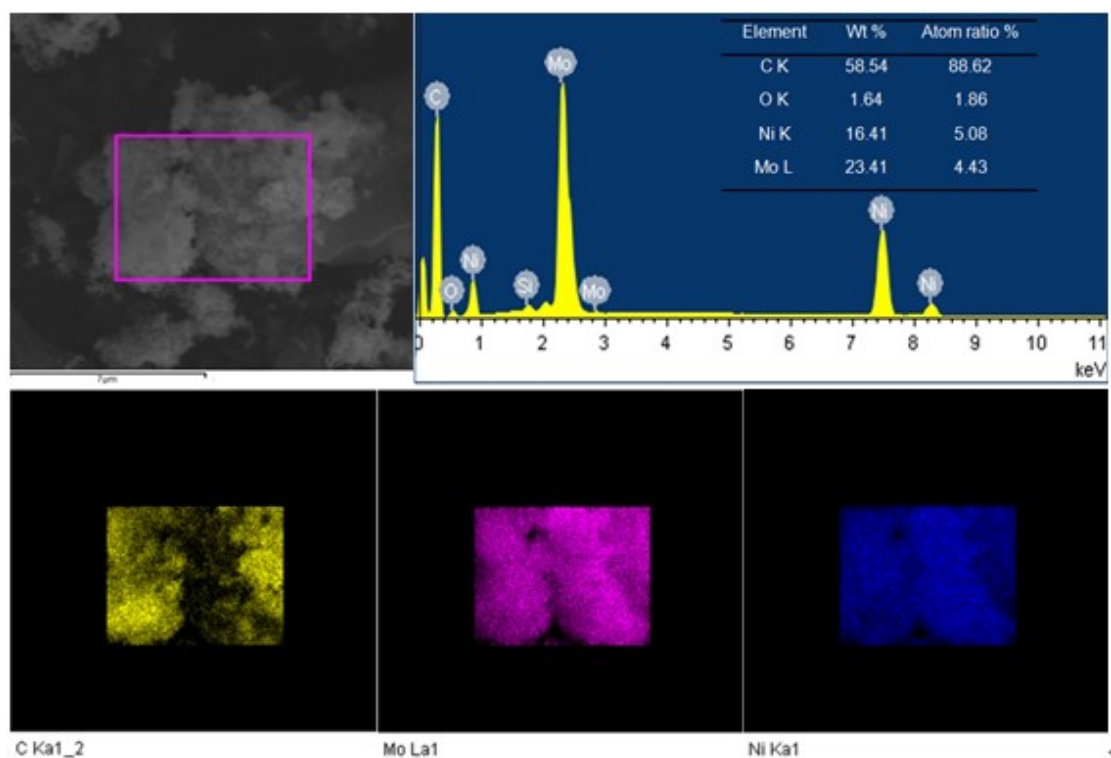 Element Wt % Atom ratio %
C K 58.54 88.62
O K 1.64 1.86
Ni K 16.41 5.08
Mo L 23.41 4.43
Mo
C
Ni
Ni
O
Si
Mo
Ni
0 1 2 3 4 5 6 7 8 9 10 11
keV
7µm
C Ka1_2
Mo La1
Ni Ka1